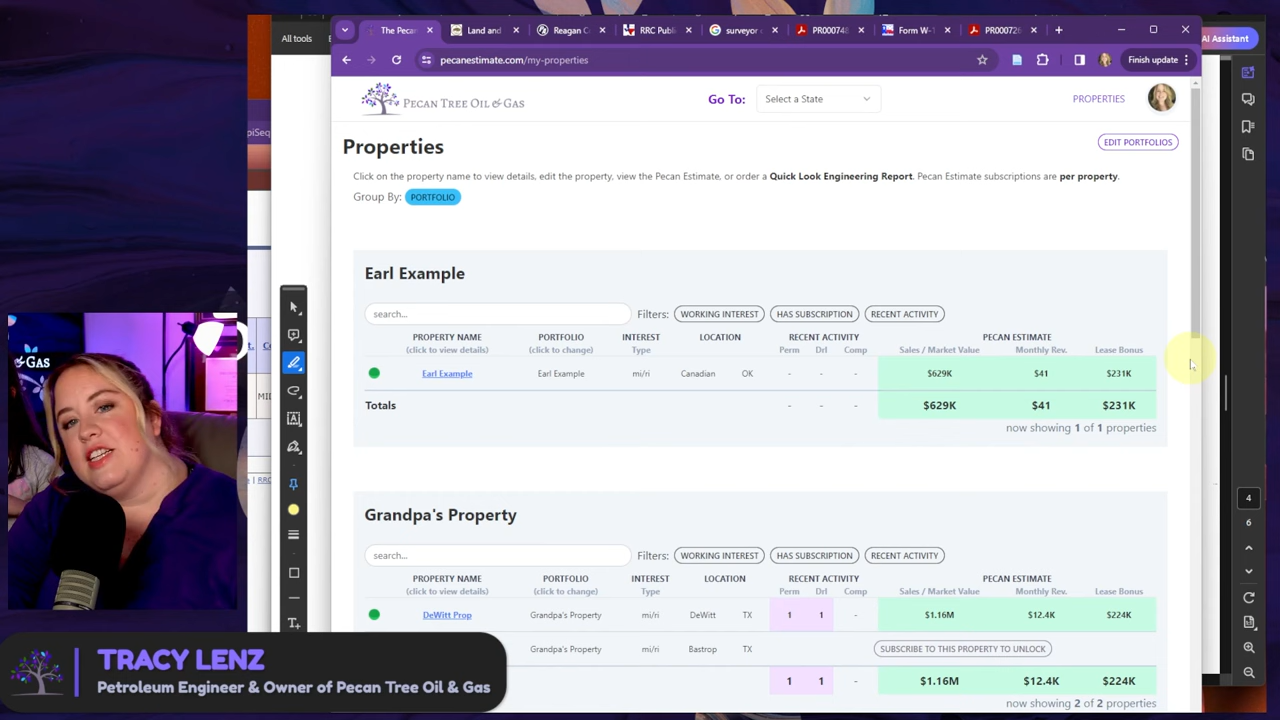 All tools
AI Assistant
The Pecan
Land and
Reagan C
RRC Publi
surveyor
PR000748
Form W-1
PR000726
pecanestimate.com/my-properties
Finish update
PECAN TREE OIL & GAS
Go To:
Select a State
PROPERTIES
Properties
EDIT PORTFOLIOS
Click on the property name to view details, edit the property, view the Pecan Estimate, or order a Quick Look Engineering Report. Pecan Estimate subscriptions are per property.
Group By: PORTFOLIO
Earl Example
search...
Filters: WORKING INTEREST HAS SUBSCRIPTION RECENT ACTIVITY
PROPERTY NAME PORTFOLIO INTEREST LOCATION RECENT ACTIVITY PECAN ESTIMATE
(click to view details) (click to change) Type Perm Drl Comp Sales / Market Value Monthly Rev. Lease Bonus
Earl Example Earl Example mi/ri Canadian OK - - - $629K $41 $231K
Totals - - - $629K $41 $231K
now showing 1 of 1 properties
Grandpa's Property
search...
Filters: WORKING INTEREST HAS SUBSCRIPTION RECENT ACTIVITY
PROPERTY NAME PORTFOLIO INTEREST LOCATION RECENT ACTIVITY PECAN ESTIMATE
(click to view details) (click to change) Type Perm Drl Comp Sales / Market Value Monthly Rev. Lease Bonus
DeWitt Prop Grandpa's Property mi/ri DeWitt TX 1 1 - $1.16M $12.4K $224K
Grandpa's Property mi/ri Bastrop TX SUBSCRIBE TO THIS PROPERTY TO UNLOCK
1 1 - $1.16M $12.4K $224K
now showing 2 of 2 properties
4
6
& GAS
TRACY LENZ
Petroleum Engineer & Owner of Pecan Tree Oil & Gas